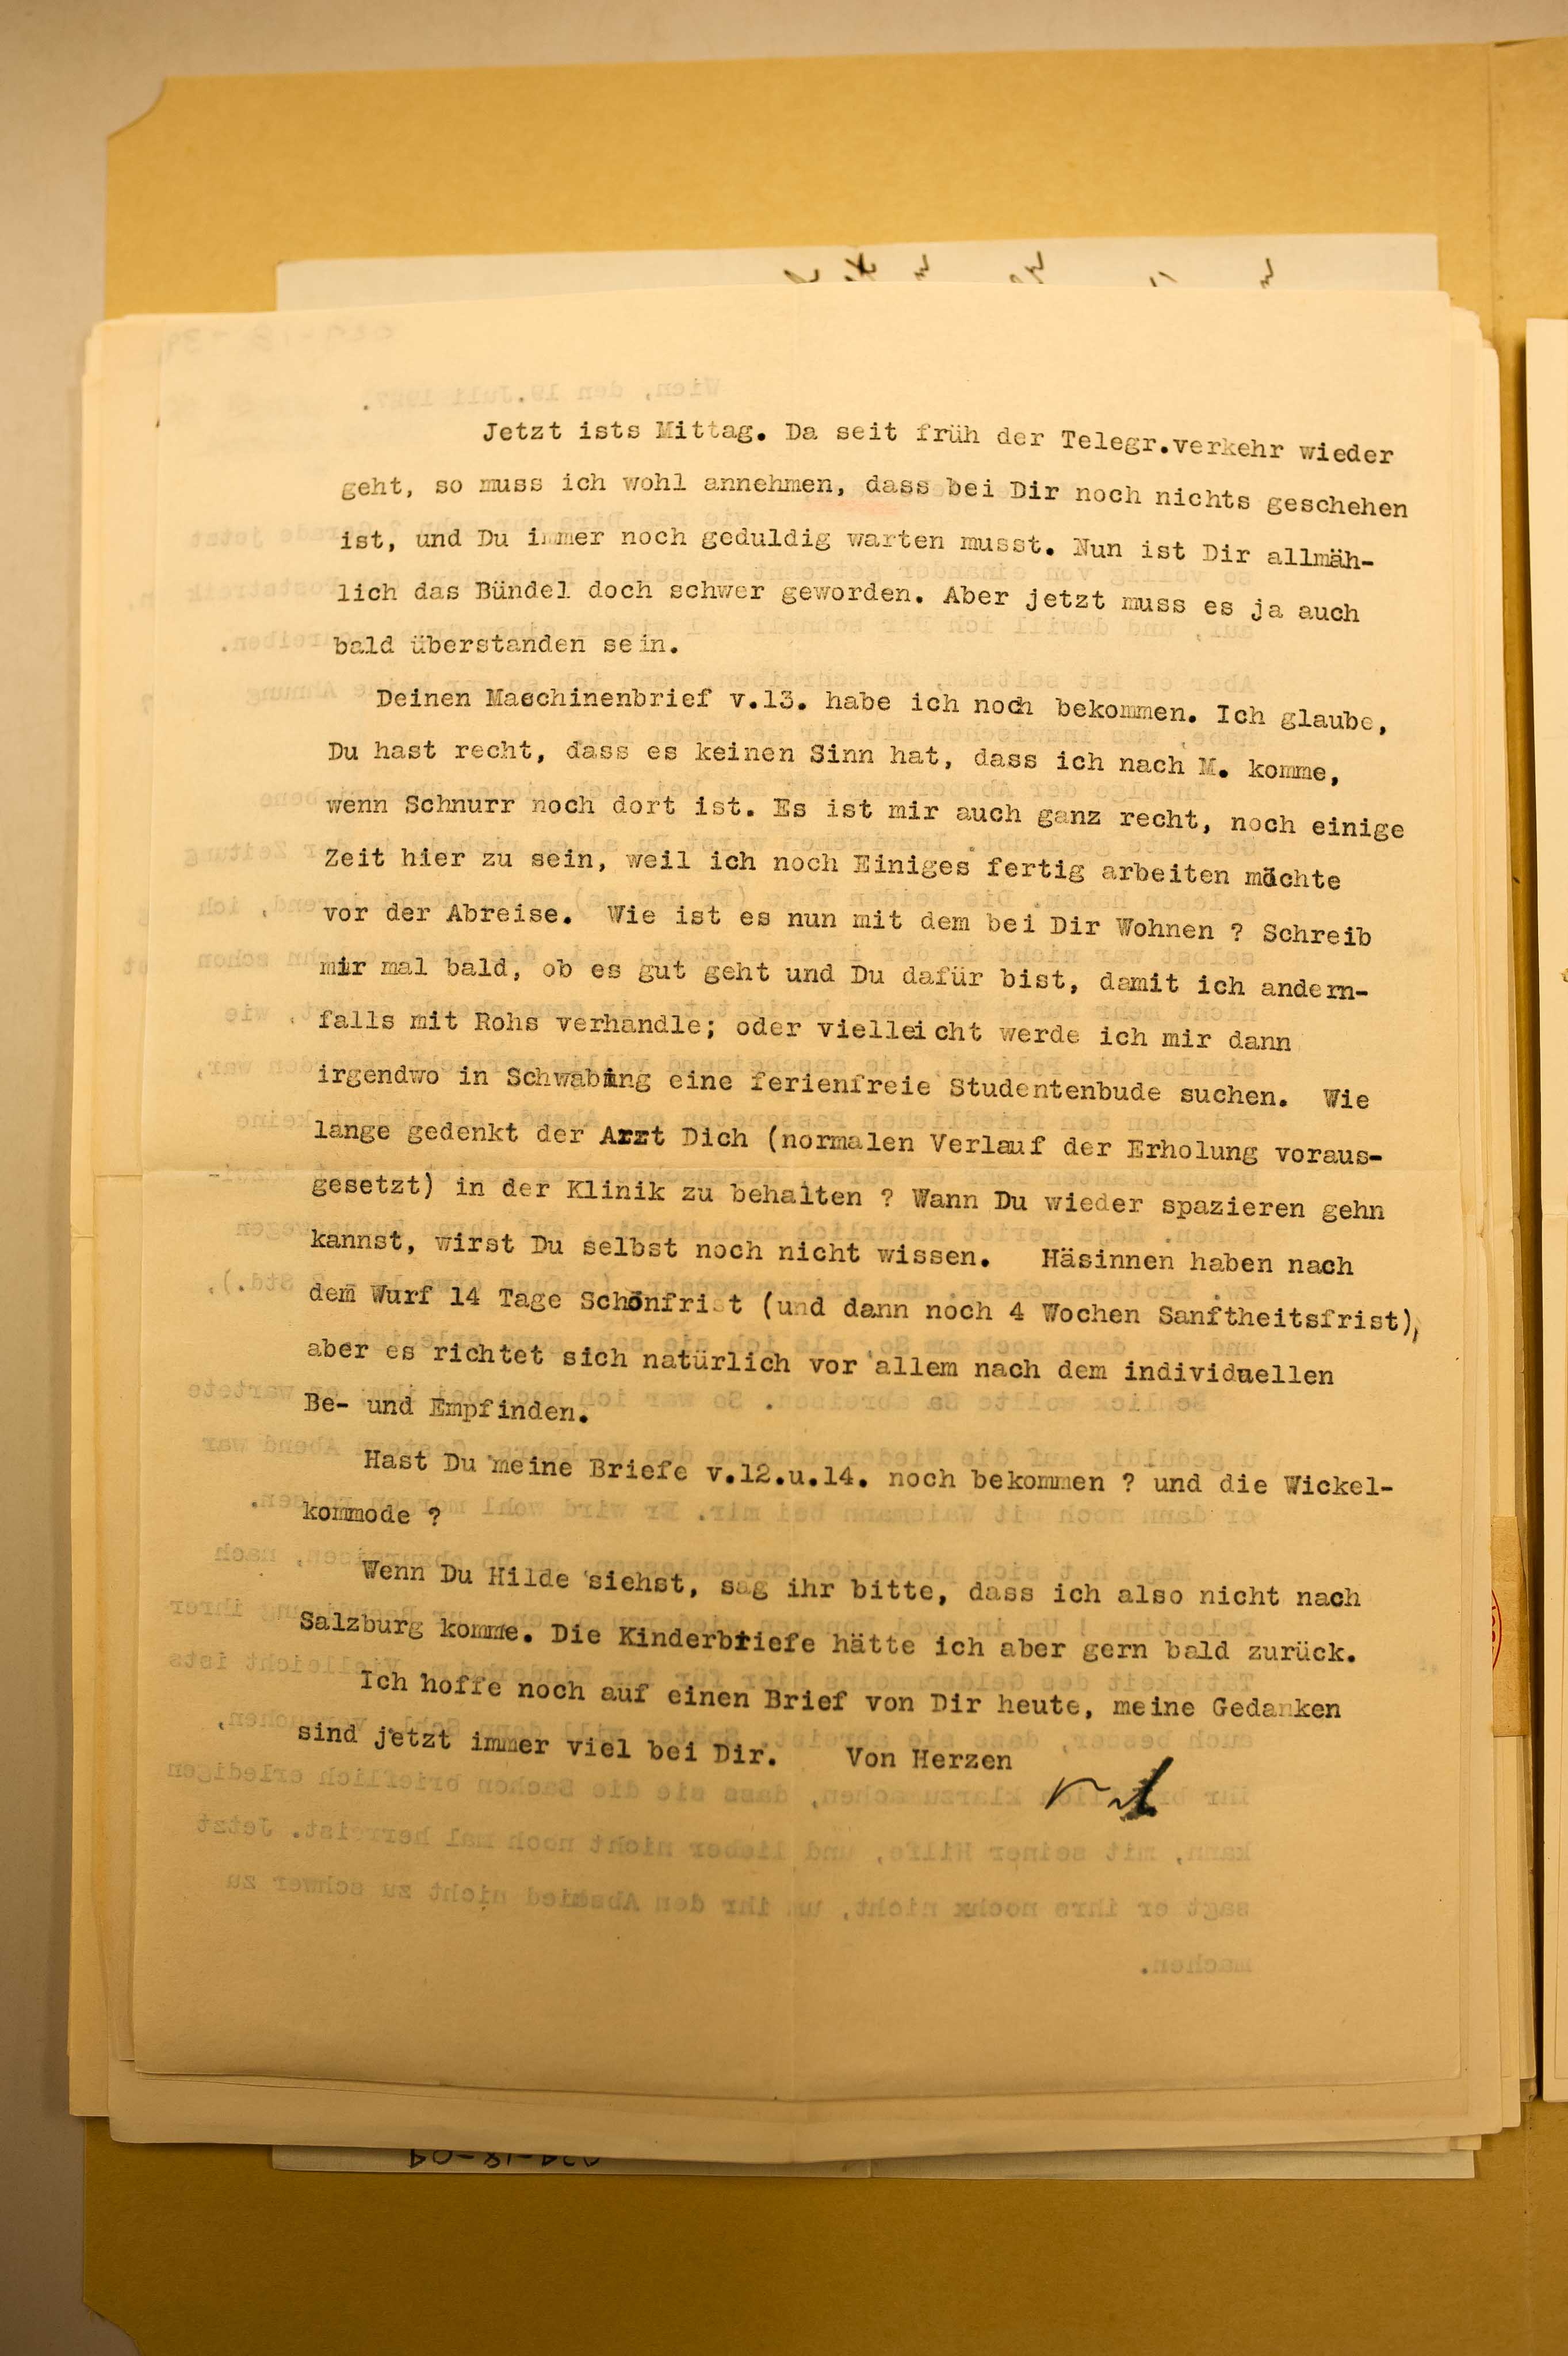 Jetzt ists Mittag. Da seit früh der Telegr.verkehr wieder
geht, so muss ich wohl annehmen, dass bei Dir noch nichts geschehen
ist, und Du immer noch geduldig warten musst. Nun ist Dir allmäh-
lich das Bündel doch schwer geworden. Aber jetzt muss es ja auch
bald überstanden sein.
Deinen Maschinenbrief v.13. habe ich noch bekommen. Ich glaube,
Du hast recht, dass es keinen Sinn hat, dass ich nach M. komme,
wenn Schnurr noch dort ist. Es ist mir auch ganz recht, noch einige
Zeit hier zu sein, weil ich noch Einiges fertig arbeiten möchte
vor der Abreise. Wie ist es nun mit dem bei Dir Wohnen ? Schreib
mir mal bald, ob es gut geht und Du dafür bist, damit ich andern-
falls mit Rohs verhandle; oder vielleicht werde ich mir dann
irgendwo in Schwabing eine ferienfreie Studentenbude suchen. Wie
lange gedenkt der Arzt Dich (normalen Verlauf der Erholung voraus-
gesetzt) in der Klinik zu behalten ? Wann Du wieder spazieren gehn
kannst, wirst Du selbst noch nicht wissen. Häsinnen haben nach
dem Wurf 14 Tage Schönfrist (und dann noch 4 Wochen Sanftheitsfrist),
aber es richtet sich natürlich vor allem nach dem individuellen
Be- und Empfinden.
Hast Du meine Briefe v.12.u.14. noch bekommen ? und die Wickel-
kommode ?
Wenn Du Hilde siehst, sag ihr bitte, dass ich also nicht nach
Salzburg komme. Die Kinderbriefe hätte ich aber gern bald zurück.
Ich hoffe noch auf einen Brief von Dir heute, meine Gedanken
sind jetzt immer viel bei Dir. Von Herzen